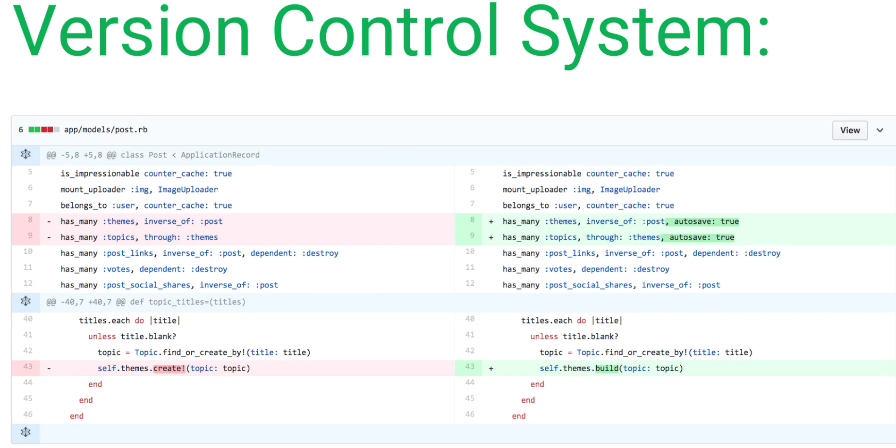 Version Control System:
6 app/models/post.rb View
@@ -5,8 +5,8 @@ class Post < ApplicationRecord
5 is_impressionable counter_cache: true 5 is_impressionable counter_cache: true
6 mount_uploader :img, ImageUploader 6 mount_uploader :img, ImageUploader
7 belongs_to :user, counter_cache: true 7 belongs_to :user, counter_cache: true
8 - has_many :themes, inverse_of: :post 8 + has_many :themes, inverse_of: :post, autosave: true
9 - has_many :topics, through: :themes 9 + has_many :topics, through: :themes, autosave: true
10 has_many :post_links, inverse_of: :post, dependent: :destroy 10 has_many :post_links, inverse_of: :post, dependent: :destroy
11 has_many :votes, dependent: :destroy 11 has_many :votes, dependent: :destroy
12 has_many :post_social_shares, inverse_of: :post 12 has_many :post_social_shares, inverse_of: :post
@@ -40,7 +40,7 @@ def topic_titles=(titles)
40 titles.each do |title| 40 titles.each do |title|
41 unless title.blank? 41 unless title.blank?
42 topic = Topic.find_or_create_by!(title: title) 42 topic = Topic.find_or_create_by!(title: title)
43 - self.themes.create!(topic: topic) 43 + self.themes.build(topic: topic)
44 end 44 end
45 end 45 end
46 end 46 end